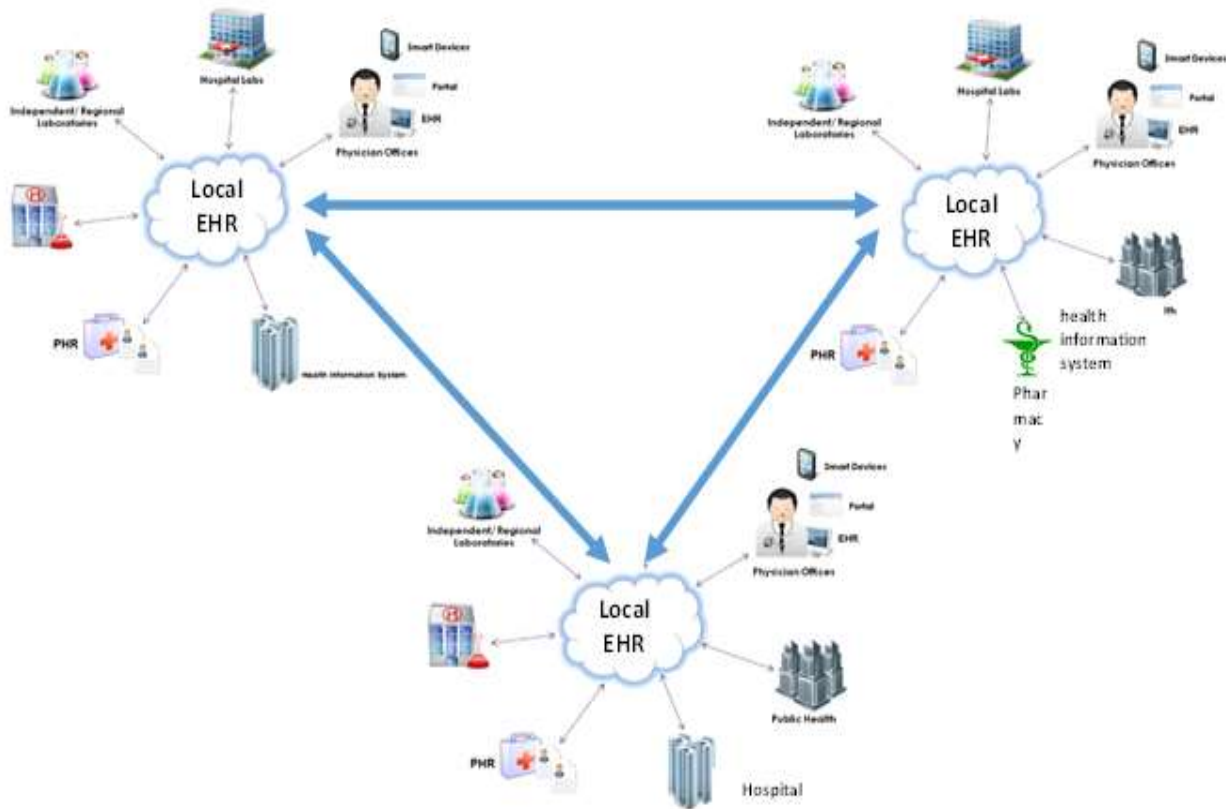 Smart Devices
Hospital Labs
Portal
Independent/ Regional
Laboratories
EHR
Physician Offices
Local
EHR
PHR
Health Information System
Smart Devices
Hospital Labs
Portal
Independent/ Regional
Laboratories
EHR
Physician Offices
Local
EHR
PHR
health
information
system
Phar
mac
y
Smart Devices
Portal
Independent/ Regional
Laboratories
EHR
Physician Offices
Local
EHR
Public Health
PHR
Hospital